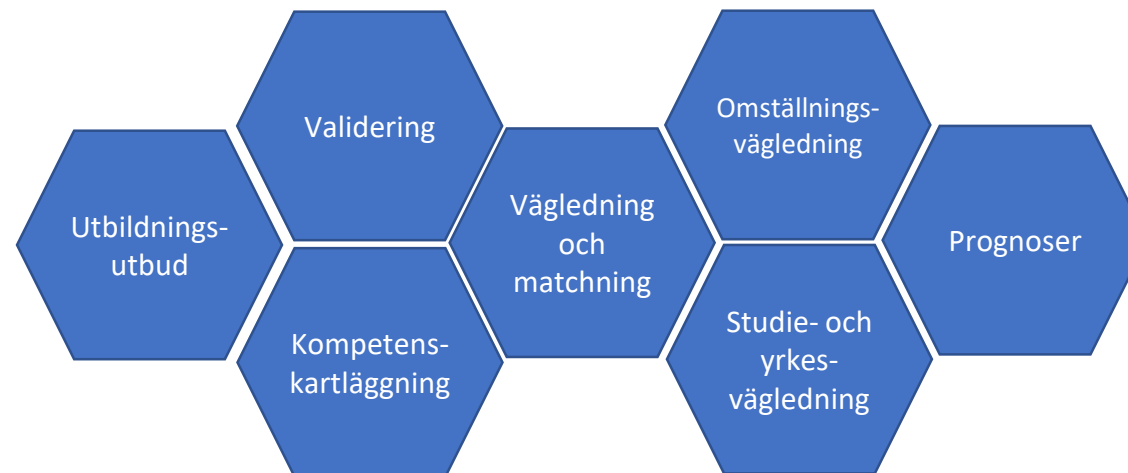 Utbildnings-
utbud
Validering
Kompetens-
kartläggning
Vägledning
och
matchning
Omställnings-
vägledning
Studie- och
yrkes-
vägledning
Prognoser